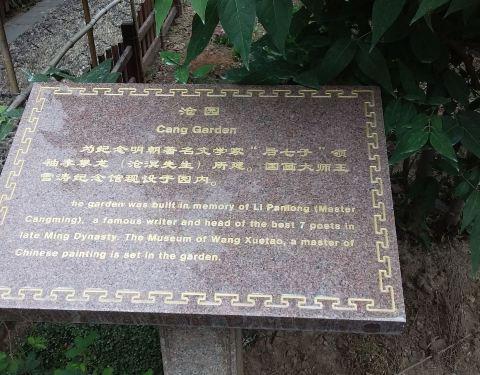 沧园
Cang Garden
为纪念明朝著名文学家“后七子”领
袖李攀龙（沧溟先生）所建。国画大师王
雪涛纪念馆现设于园内。
he garden was built in memory of Li Panlong (Master
Cangming), a famous writer and head of the best 7 poets in
late Ming Dynasty. The Museum of Wang Xuetao, a master of
Chinese painting is set in the garden.